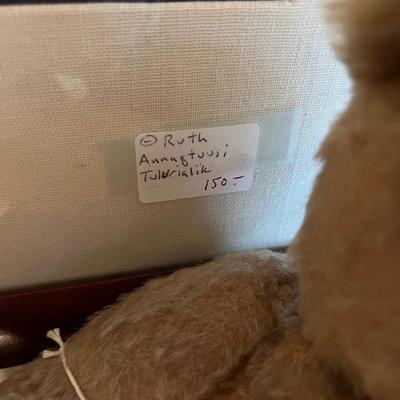 ⊖ Ruth
Annaqtuusi
Tulurialik
150.-